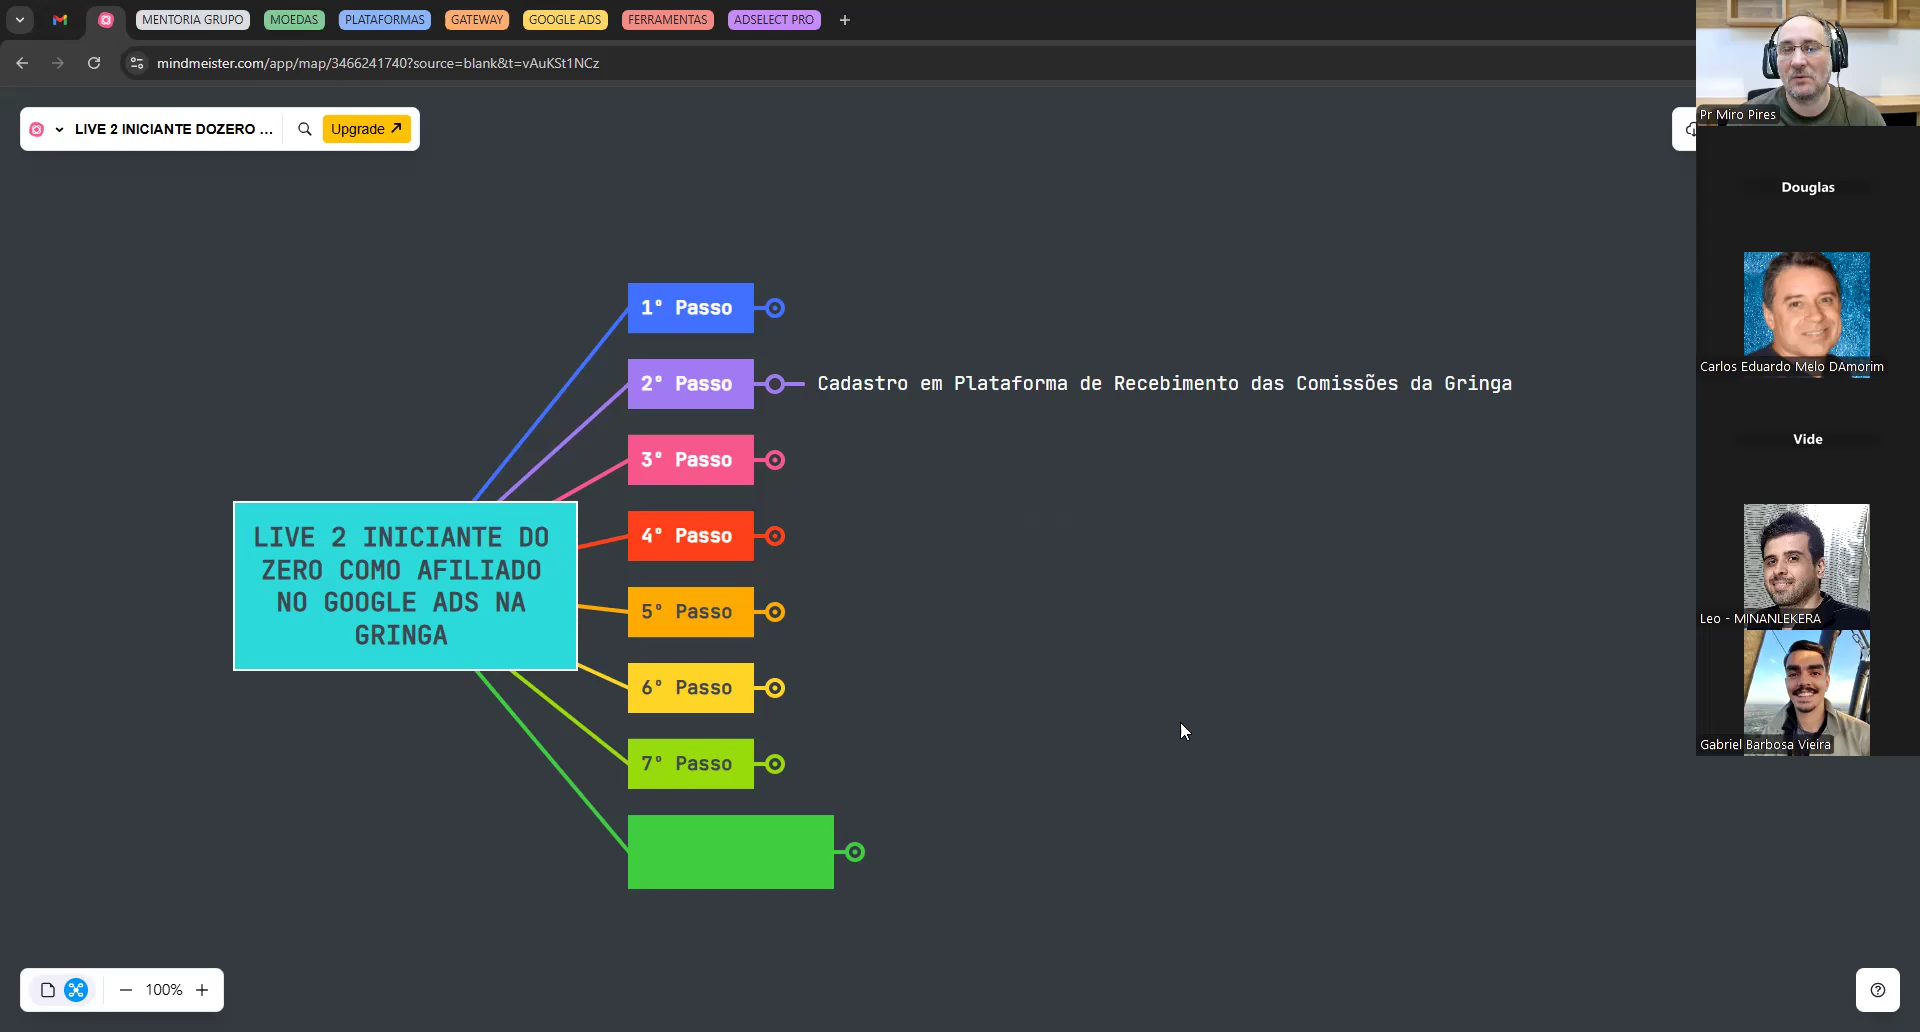 MENTORIA GRUPO
MOEDAS
PLATAFORMAS
GATEWAY
GOOGLE ADS
FERRAMENTAS
ADSELECT PRO
mindmeister.com/app/map/3466241740?source=blank&t=vAuKSt1NCz
LIVE 2 INICIANTE DOZERO ...
Upgrade
Pr Miro Pires
Douglas
Carlos Eduardo Melo DAmorim
Vide
Leo - MINANLEKERA
Gabriel Barbosa Vieira
1° Passo
2° Passo
Cadastro em Plataforma de Recebimento das Comissões da Gringa
3° Passo
4° Passo
5° Passo
6° Passo
7° Passo
LIVE 2 INICIANTE DO
ZERO COMO AFILIADO
NO GOOGLE ADS NA
GRINGA
100%